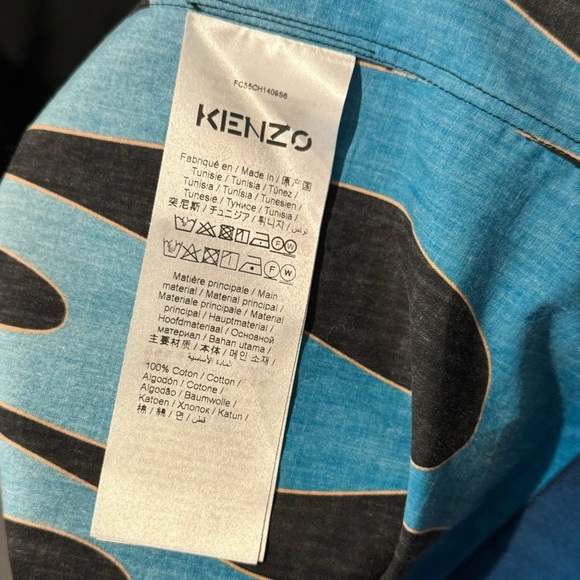 FC55CH1409S6
KENZO
Fabriqué en / Made in / 原产国
Tunisie / Tunisia / Túnez /
Tunísia / Tunísia / Tunesien /
Tunesië / Тунисе / Tunisia /
突尼斯 / チュニジア / 튀니지 / تونس
F W
F W
Matière principale / Main
material / Material principal /
Materiale principale / Material
principal / Hauptmaterial /
Hoofdmateriaal / Основной
материал / Bahan utama /
主要材质 / 本体 / 메인 소재 /
المادة الأساسية
100% Coton / Cotton /
Algodón / Cotone /
Algodão / Baumwolle /
Katoen / Хлопок / Katun /
棉 / 綿 / 면 / قطن